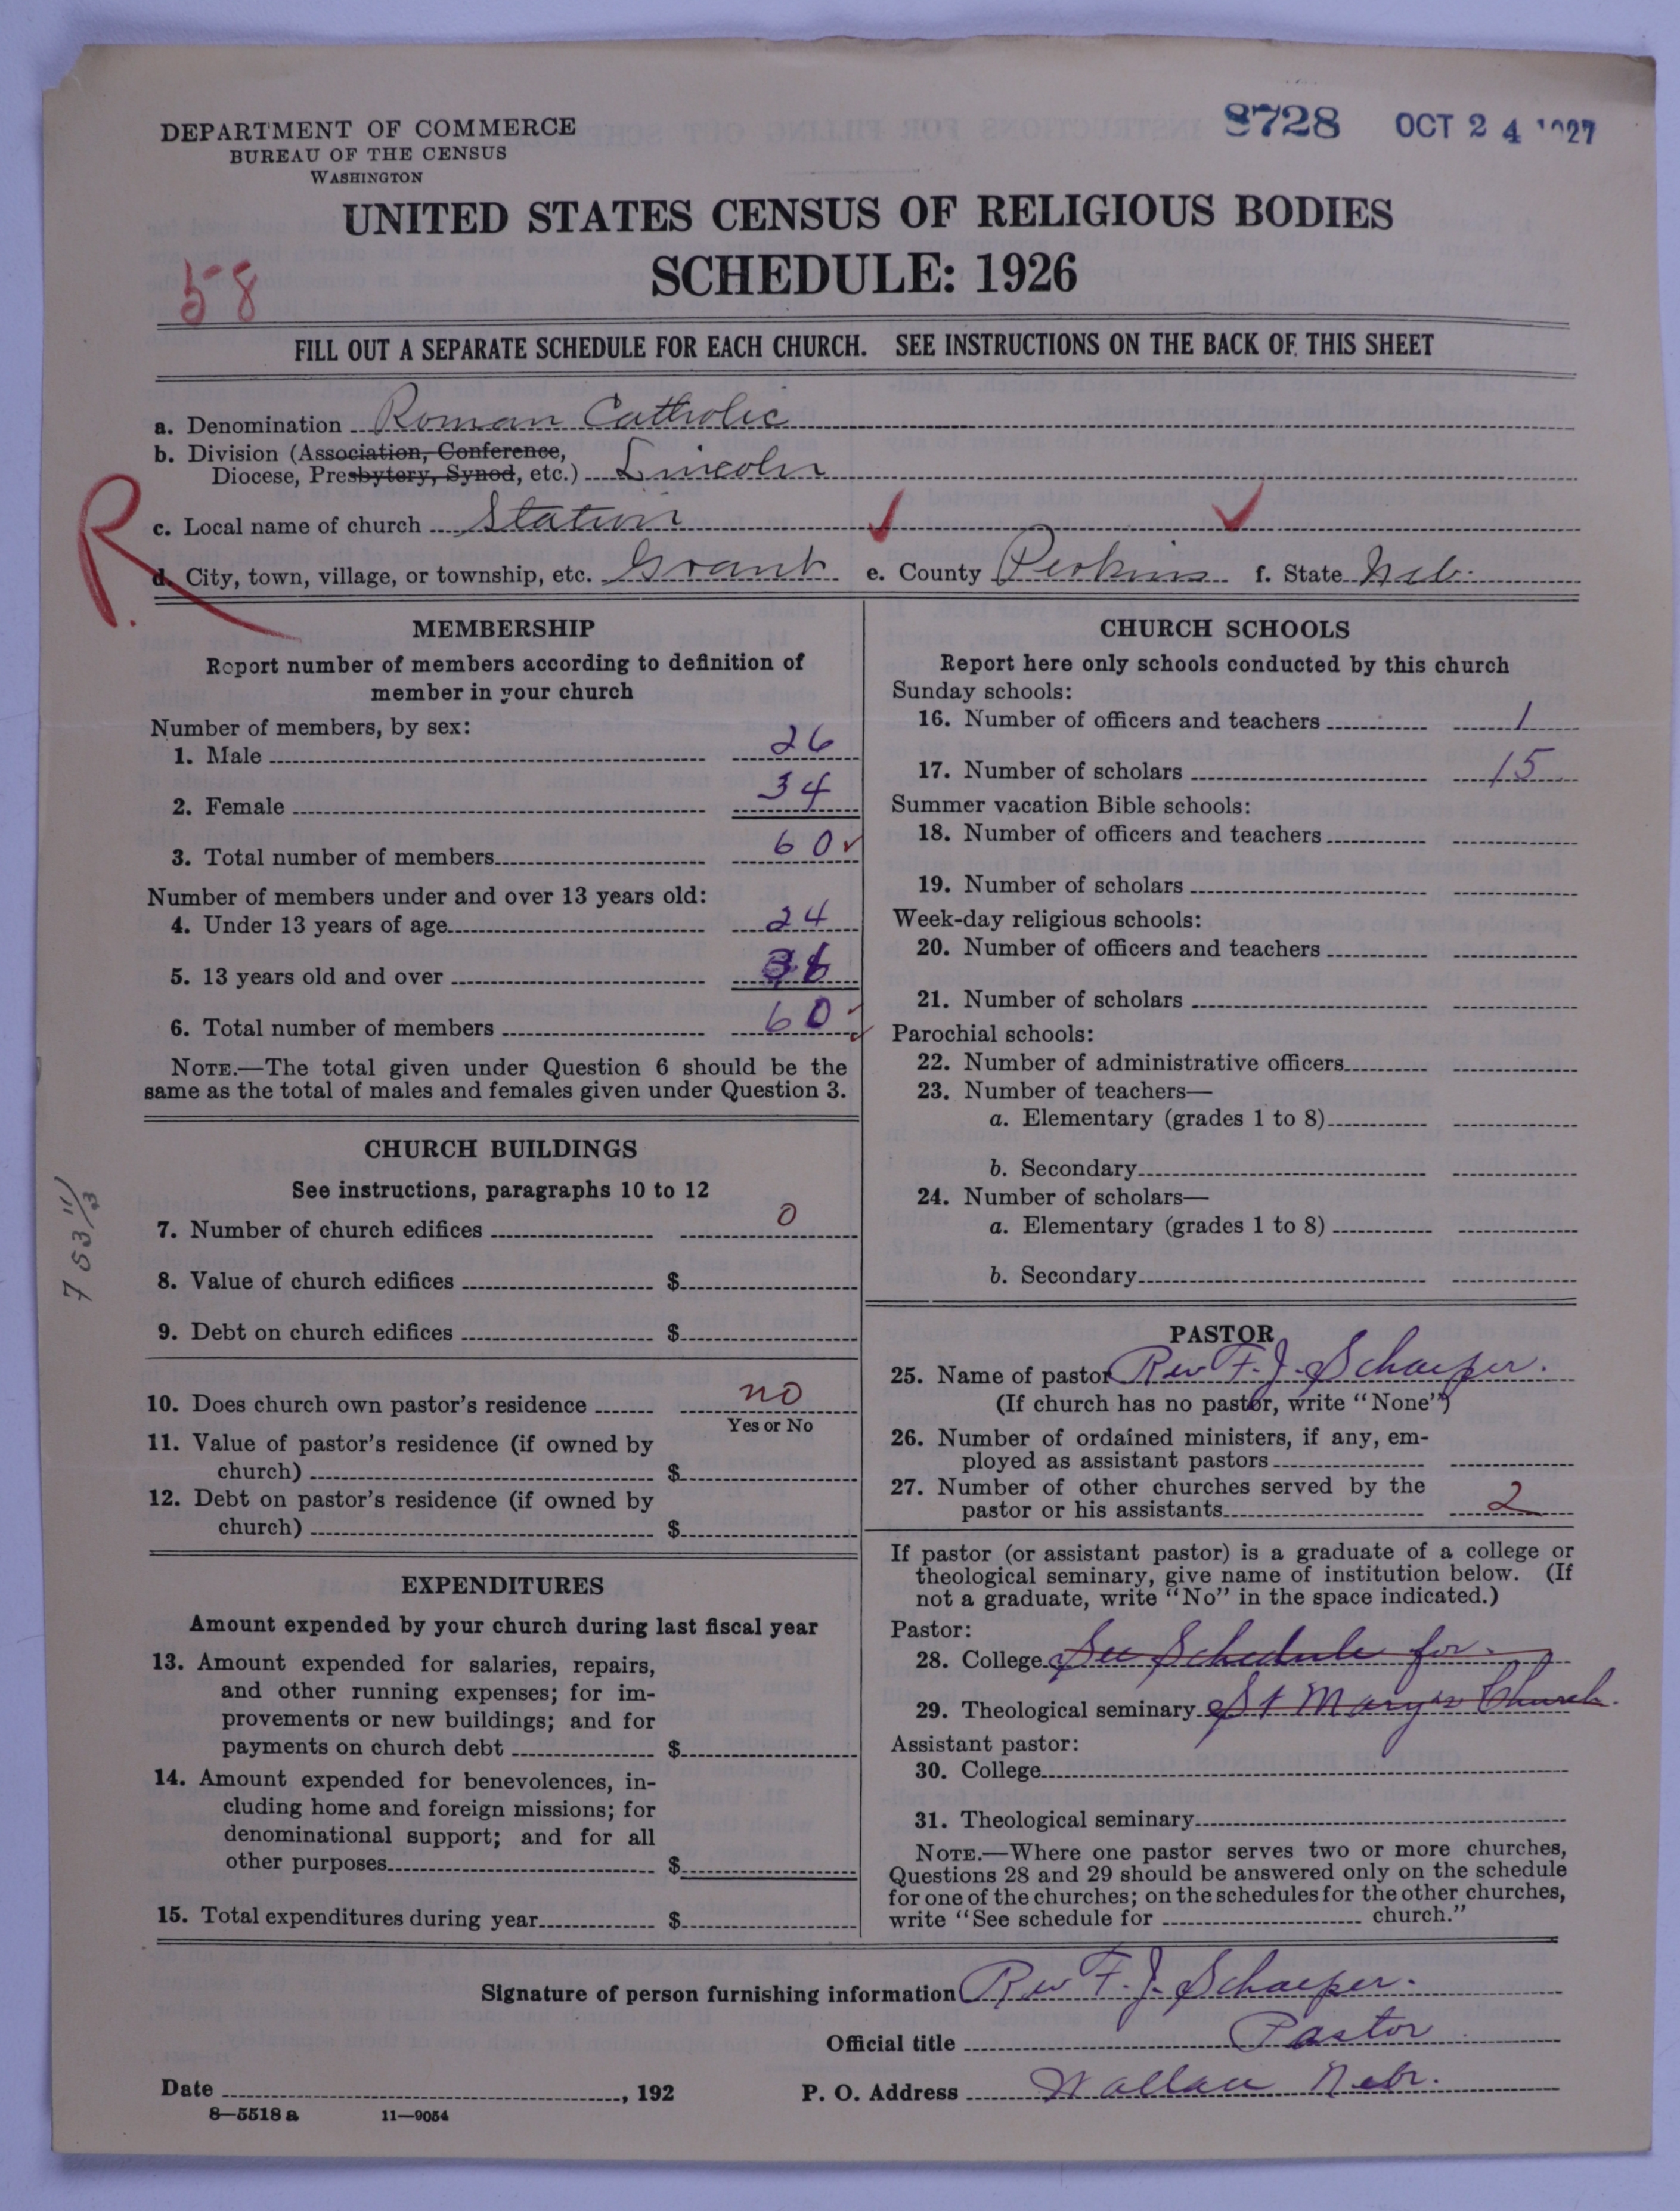 DEPARTMENT OF COMMERCE
BUREAU OF THE CENSUS
WASHINGTON
8728 OCT 24 1927
UNITED STATES CENSUS OF RELIGIOUS BODIES
SCHEDULE: 1926
58
FILL OUT A SEPARATE SCHEDULE FOR EACH CHURCH. SEE INSTRUCTIONS ON THE BACK OF THIS SHEET
a. Denominaton Roman Catholic
b. Division (Association, Conference,
Diocese, Presbytery, Synod, etc.) Lincoln
R.
c. Local name of church Station
d. City, town, village, or township, etc. Grant e. County Perkins f. State Neb.
MEMBERSHIP
Report number of members according to definition of
member in your church
Number of members, by sex:
1. Male 26
2. Female 34
3. Total number of members 60
Number of members under and over 13 years old:
4. Under 13 years of age 24
5. 13 years old and over 36
6. Total number of members 60
NOTE.—The total given under Question 6 should be the
same as the total of males and females given under Question 3.
CHURCH BUILDINGS
See instructions, paragraphs 10 to 12
7. Number of church edifices 0
8. Value of church edifices $
9. Debt on church edifices $
10. Does church own pastor's residence no
Yes or No
11. Value of pastor's residence (if owned by
church) $
12. Debt on pastor's residence (if owned by
church) $
EXPENDITURES
Amount expended by your church during last fiscal year
13. Amount expended for salaries, repairs,
and other running expenses; for im-
provements or new buildings; and for
payments on church debt $
14. Amount expended for benevolences, in-
cluding home and foreign missions; for
denominational support; and for all
other purposes $
15. Total expenditures during year $
CHURCH SCHOOLS
Report here only schools conducted by this church
Sunday schools:
16. Number of officers and teachers 1
17. Number of scholars 15
Summer vacation Bible schools:
18. Number of officers and teachers
19. Number of scholars
Week-day religious schools:
20. Number of officers and teachers
21. Number of scholars
Parochial schools:
22. Number of administrative officers
23. Number of teachers—
a. Elementary (grades 1 to 8)
b. Secondary
24. Number of scholars—
a. Elementary (grades 1 to 8)
b. Secondary
PASTOR
25. Name of pastor Rev F. J. Schaefer.
(If church has no pastor, write "None")
26. Number of ordained ministers, if any, em-
ployed as assistant pastors
27. Number of other churches served by the
pastor or his assistants 2
If pastor (or assistant pastor) is a graduate of a college or
theological seminary, give name of institution below. (If
not a graduate, write "No" in the space indicated.)
Pastor:
28. College See Schedule for
29. Theological seminary St Marys Church.
Assistant pastor:
30. College
31. Theological seminary
NOTE.—Where one pastor serves two or more churches,
Questions 28 and 29 should be answered only on the schedule
for one of the churches; on the schedules for the other churches,
write "See schedule for church."
Signature of person furnishing information Rev F. J. Schaefer.
Official title Pastor
Date , 192 P. O. Address Wallace Nebr.
8—5518 a 11—9054